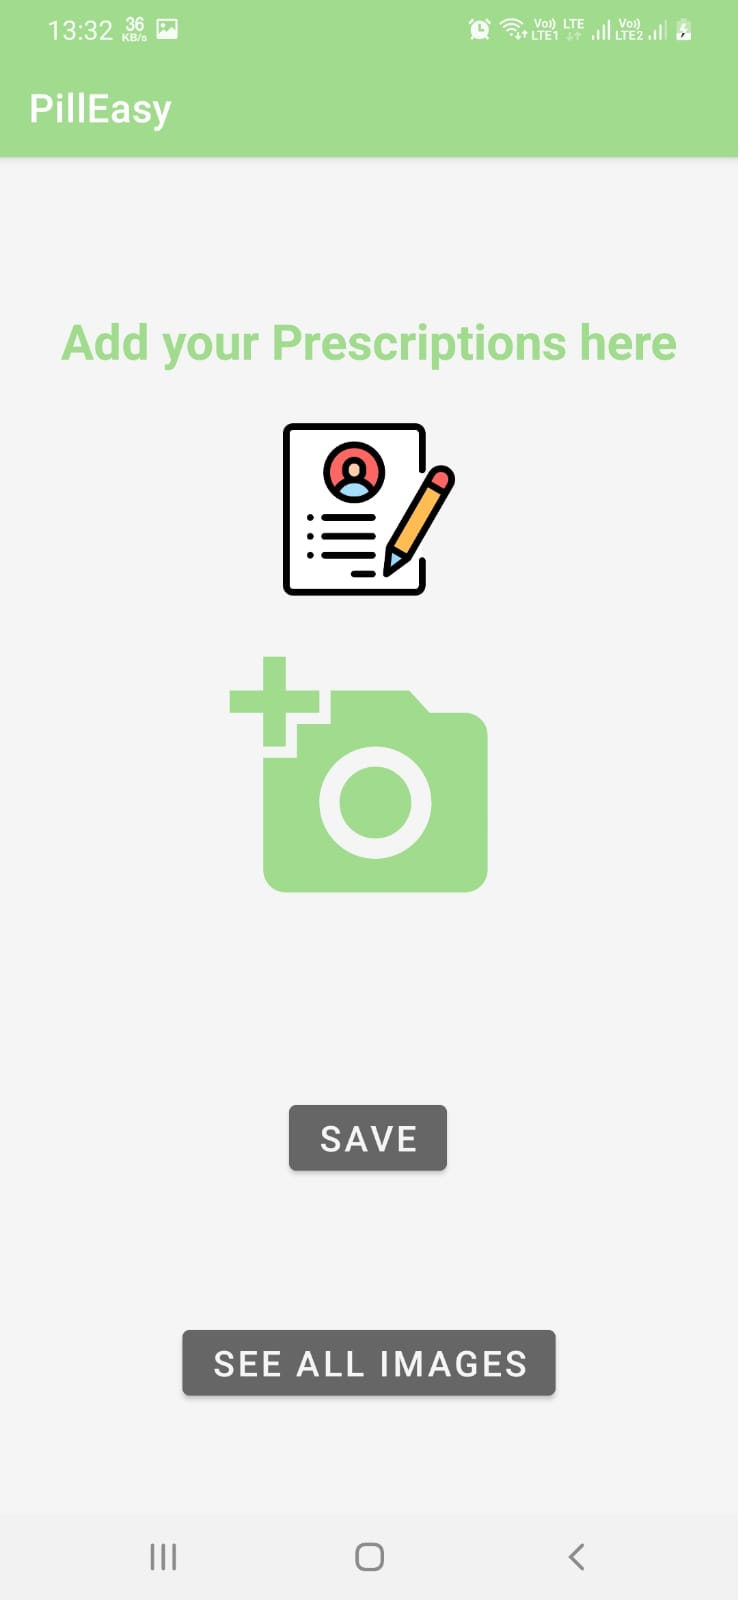 13:32 36 KB/s Vo)) LTE1 LTE Vo)) LTE2
PillEasy
Add your Prescriptions here
SAVE
SEE ALL IMAGES